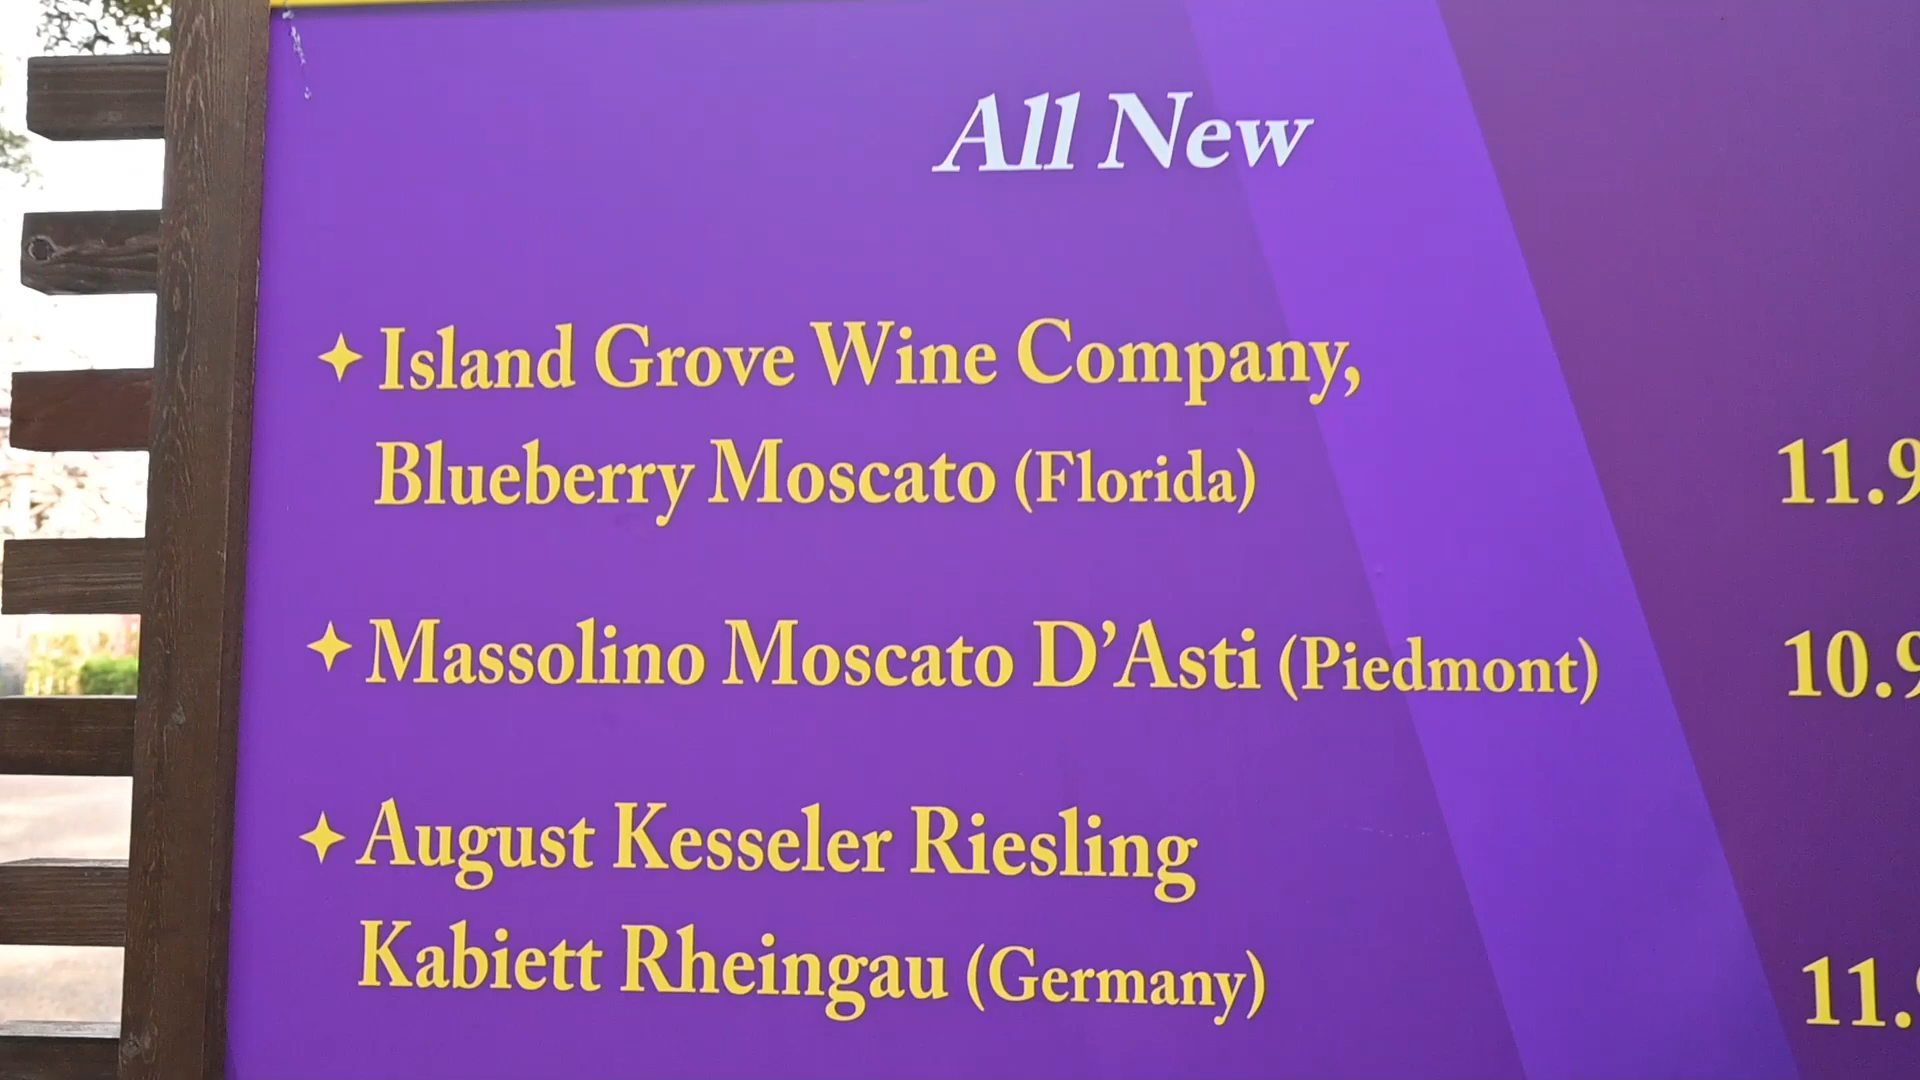 All New
✦ Island Grove Wine Company,
Blueberry Moscato (Florida) 11.9
✦ Massolino Moscato D’Asti (Piedmont) 10.9
✦ August Kesseler Riesling
Kabiett Rheingau (Germany) 11.